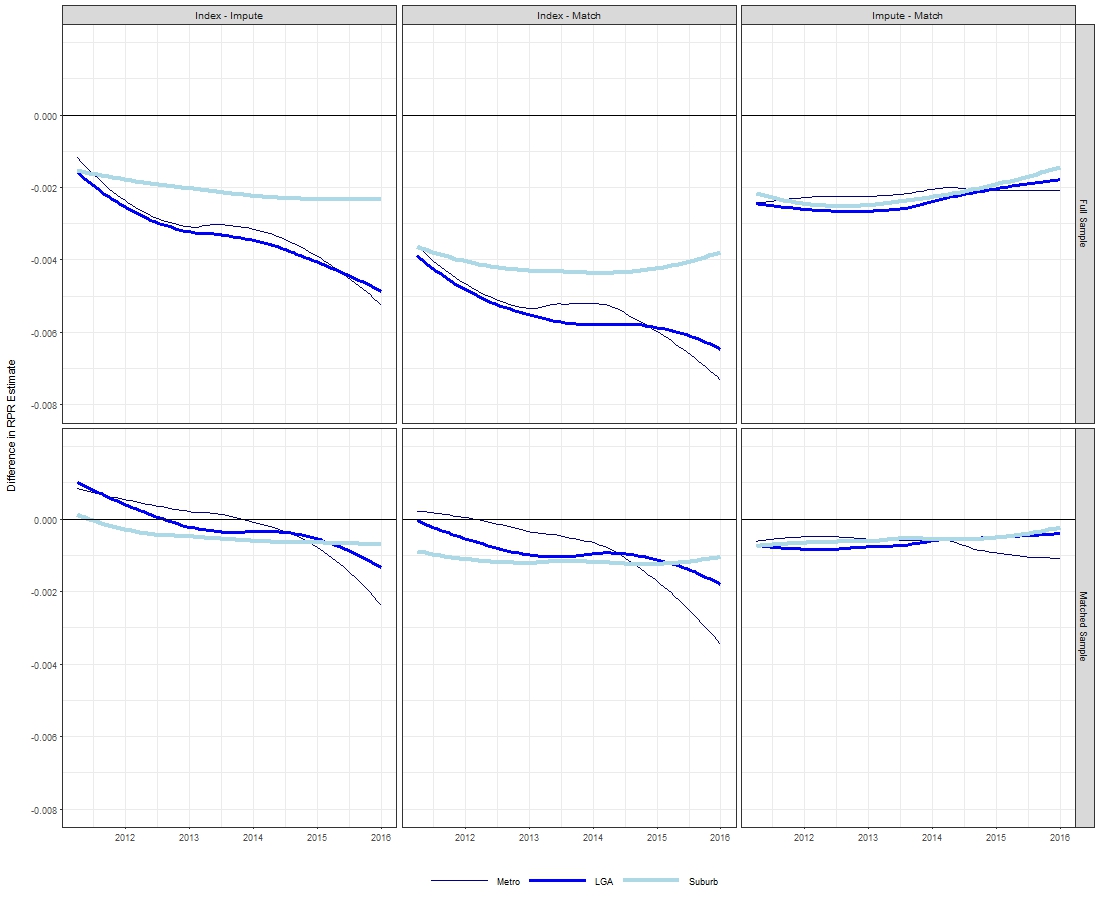 Index - Impute
Index - Match
Impute - Match
Difference in RPR Estimate
0.000
-0.002
-0.004
-0.006
-0.008
Full Sample
0.000
-0.002
-0.004
-0.006
-0.008
Matched Sample
2012 2013 2014 2015 2016
2012 2013 2014 2015 2016
2012 2013 2014 2015 2016
Metro LGA Suburb